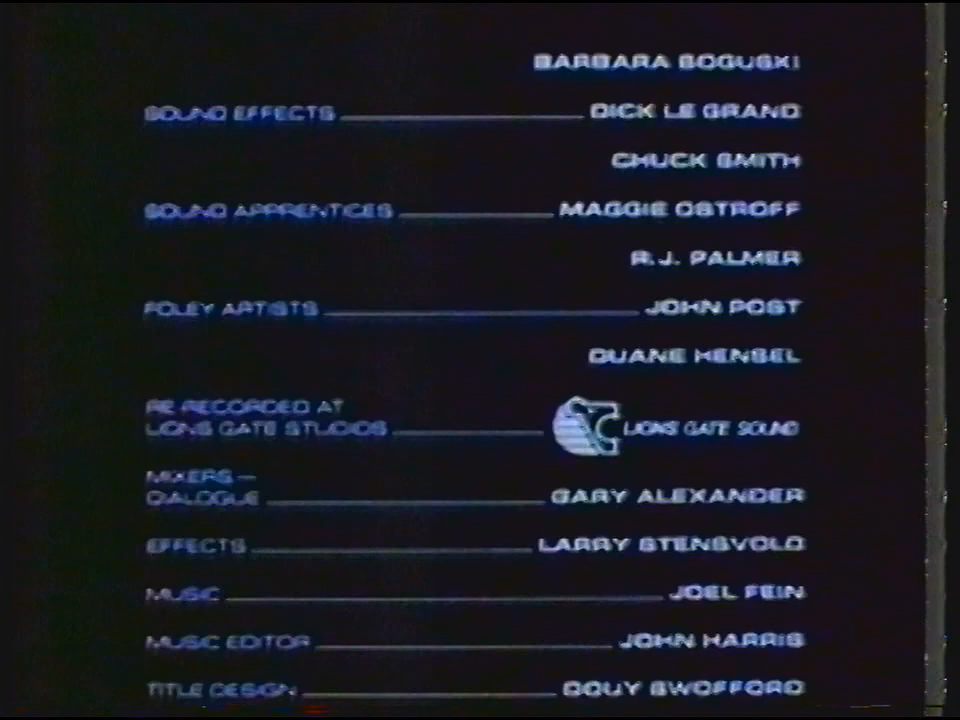 BARBARA BOGUSKI
SOUND EFFECTS DICK LE GRAND
CHUCK SMITH
SOUND APPRENTICES MAGGIE OSTROFF
R.J. PALMER
FOLEY ARTISTS JOHN POST
DUANE HENSEL
RE RECORDED AT
LIONS GATE STUDIOS LIONS GATE SOUND
MIXERS —
DIALOGUE GARY ALEXANDER
EFFECTS LARRY STENSVOLD
MUSIC JOEL FEIN
MUSIC EDITOR JOHN HARRIS
TITLE DESIGN DOUY SWOFFORD